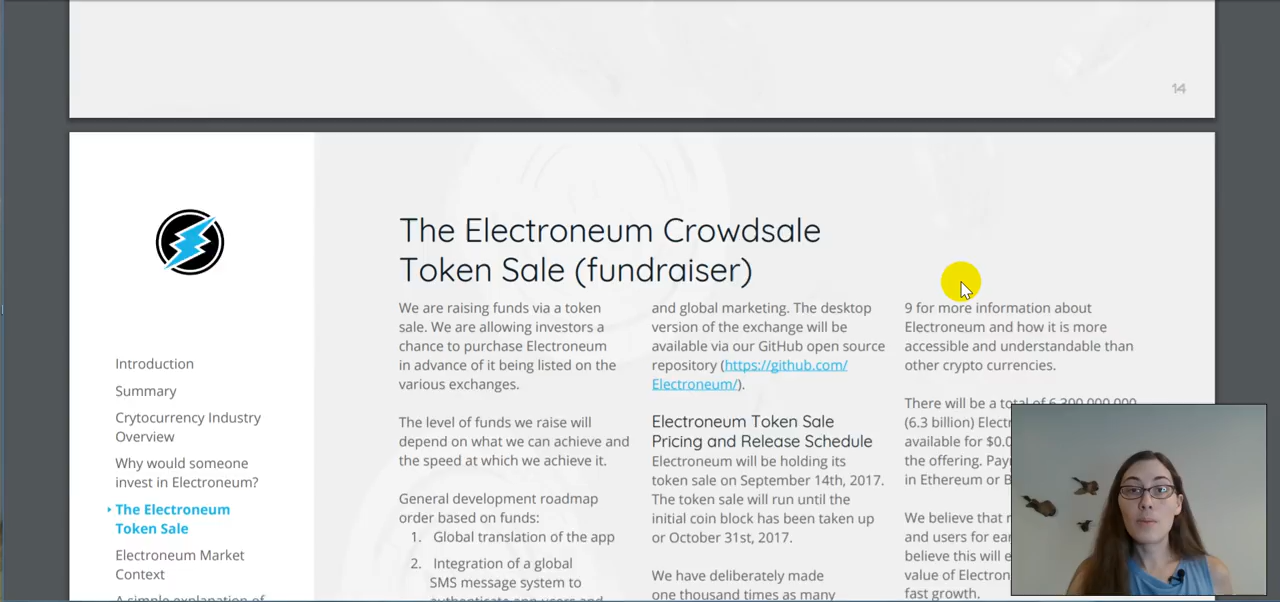 14
The Electroneum Crowdsale
Token Sale (fundraiser)
Introduction
Summary
Crytocurrency Industry
Overview
Why would someone
invest in Electroneum?
The Electroneum
Token Sale
Electroneum Market
Context
A simple explanation of
We are raising funds via a token
sale. We are allowing investors a
chance to purchase Electroneum
in advance of it being listed on the
various exchanges.
The level of funds we raise will
depend on what we can achieve and
the speed at which we achieve it.
General development roadmap
order based on funds:
1. Global translation of the app
2. Integration of a global
SMS message system to
authenticate app users and
and global marketing. The desktop
version of the exchange will be
available via our GitHub open source
repository (https://github.com/
Electroneum/).
Electroneum Token Sale
Pricing and Release Schedule
Electroneum will be holding its
token sale on September 14th, 2017.
The token sale will run until the
initial coin block has been taken up
or October 31st, 2017.
We have deliberately made
one thousand times as many
9 for more information about
Electroneum and how it is more
accessible and understandable than
other crypto currencies.
There will be a total of 6,300,000,000
(6.3 billion)
available for
the offering.
in Ethereum or
We believe that
and users for
believe this will
value of
fast growth.